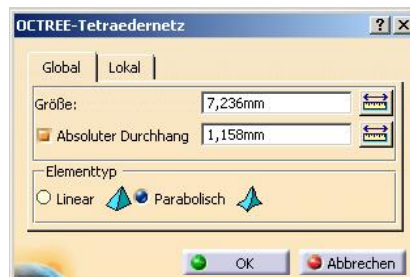 OCTREE-Tetraedernetz
Global Lokal
Größe: 7,236mm
Absoluter Durchhang 1,158mm
Elementtyp
Linear Parabolisch
OK Abbrechen